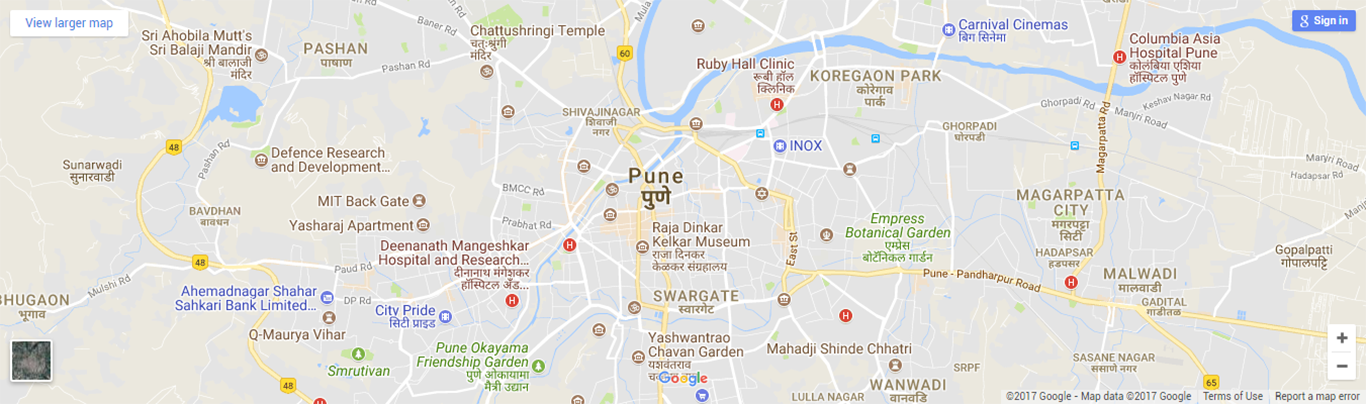 View larger map
Sign in
Baner Rd
Baner Rd
Chattushringi Temple
चतःश्रृंगी
मंदिर
Carnival Cinemas
बिग सिनेमा
Columbia Asia
Hospital Pune
कोलंबिया एशिया
हॉस्पिटल पुणे
Sri Ahobila Mutt's
Sri Balaji Mandir
श्री बालाजी
मंदिर
PASHAN
पाषाण
Pashan Rd
60
Ruby Hall Clinic
रूबी हॉल
क्लिनिक
KOREGAON PARK
कोरेगाव
पार्क
SHIVAJINAGAR
शिवाजी
नगर
Ghorpadi Rd
Keshav Nagar Rd
Manjri Road
GHORPADI
घोरपडी
Magarpatta Rd
Manjri Road
Hadapsar Rd
48
Pashan Rd
Sunarwadi
सुनारवाडी
Defence Research
and Development...
INOX
Pune
पुणे
BMCC Rd
MIT Back Gate
BAVDHAN
बावधन
Yasharaj Apartment
Prabhat Rd
MAGARPATTA
CITY
मगरपट्टा
सिटी
Empress
Botanical Garden
एम्प्रेस
बोटॅनिकल गार्डन
Raja Dinkar
Kelkar Museum
राजा दिनकर
केळकर संग्रहालय
East St
Deenanath Mangeshkar
Hospital and Research...
दीनानाथ मंगेशकर
हॉस्पिटल अँड...
HADAPSAR
हडपसर
Gopalpatti
गोपालपट्टि
48
Paud Rd
Mulshi Rd
Pune - Pandharpur Road
MALWADI
मालवाडी
BHUGAON
भूगाव
Ahemadnagar Shahar
Sahkari Bank Limited...
DP Rd
City Pride
सिटी प्राइड
SWARGATE
स्वारगेट
GADITAL
गाडीतळ
Q-Maurya Vihar
Smrutivan
Pune Okayama
Friendship Garden
पुणे ओकायामा
मैत्री उद्यान
Yashwantrao
Chavan Garden
यशवंतराव
Google
Mahadji Shinde Chhatri
SASANE NAGAR
ससाणे नगर
SRPF
WANWADI
वानवडि
LULLA NAGAR
48
65
©2017 Google - Map data ©2017 Google
Terms of Use
Report a map error